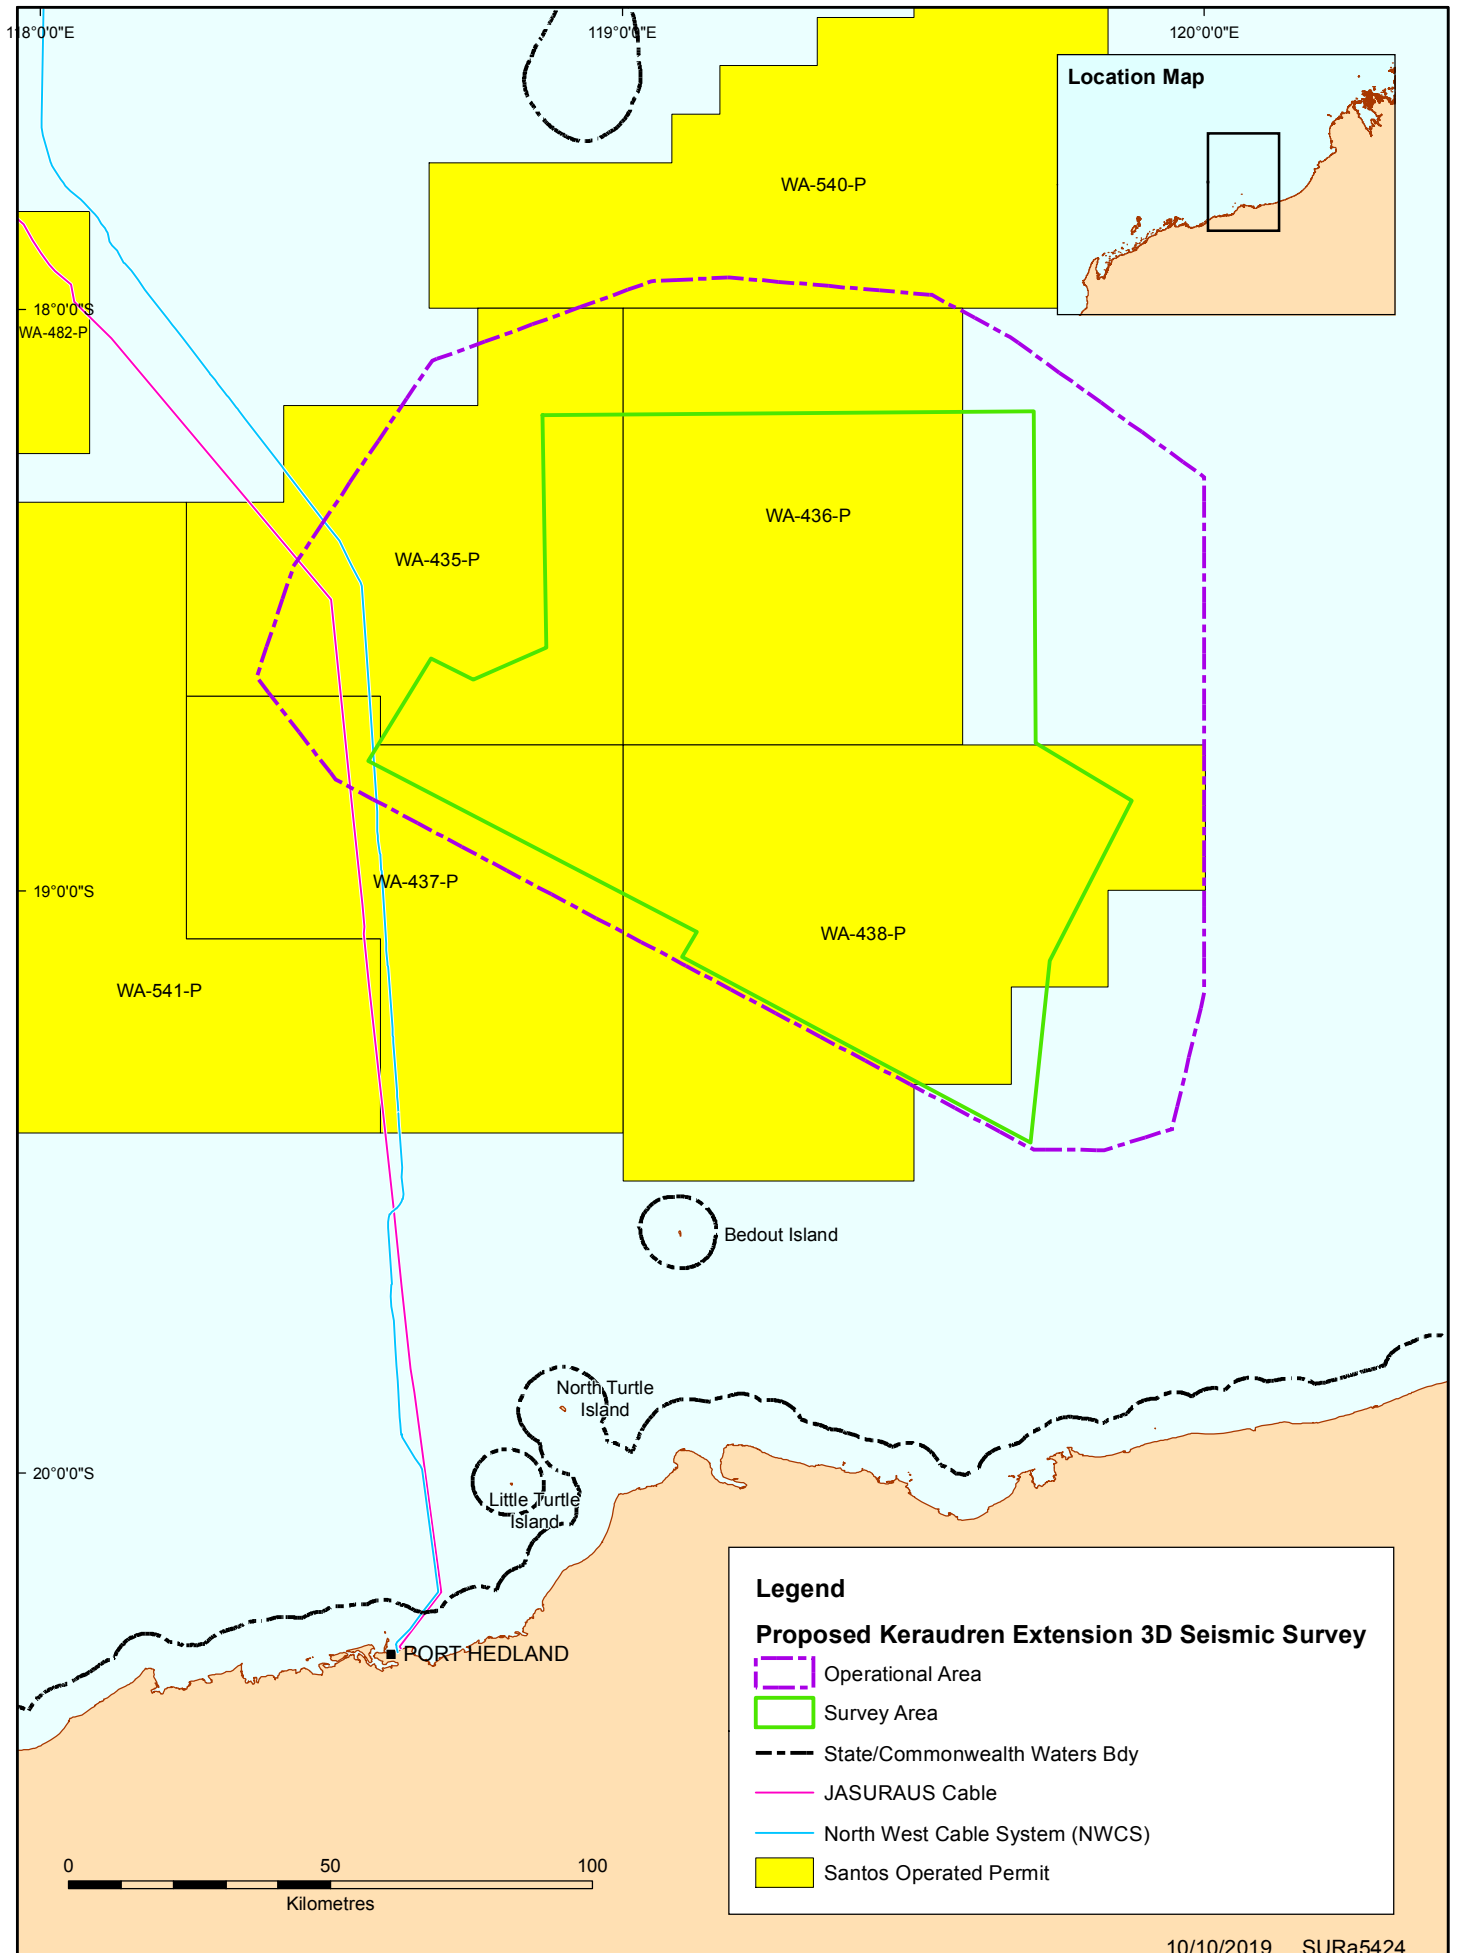 118°0'0"E
119°0'0"E
120°0'0"E
Location Map
WA-540-P
18°0'0"S
WA-482-P
WA-436-P
WA-435-P
19°0'0"S
WA-437-P
WA-438-P
WA-541-P
Bedout Island
North Turtle
Island
20°0'0"S
Little Turtle
Island
PORT HEDLAND
Legend
Proposed Keraudren Extension 3D Seismic Survey
Operational Area
Survey Area
State/Commonwealth Waters Bdy
JASURAUS Cable
North West Cable System (NWCS)
Santos Operated Permit
0 50 100
Kilometres
10/10/2019 SURa5424